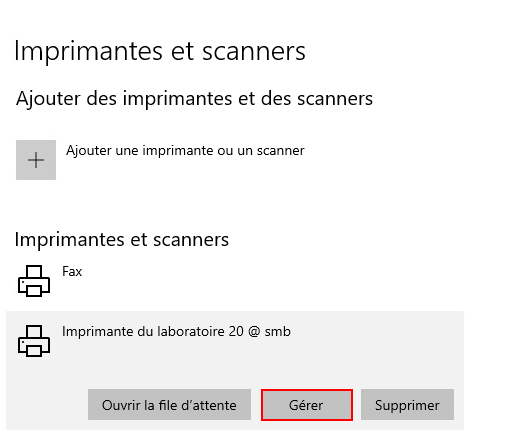 Imprimantes et scanners
Ajouter des imprimantes et des scanners
Ajouter une imprimante ou un scanner
Imprimantes et scanners
Fax
Imprimante du laboratoire 20 @ smb
Ouvrir la file d’attente
Gérer
Supprimer